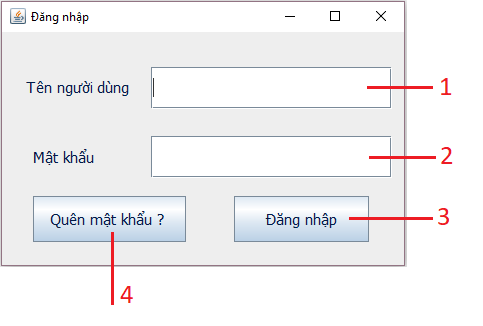 Đăng nhập
Tên người dùng
1
Mật khẩu
2
Quên mật khẩu ?
Đăng nhập
3
4